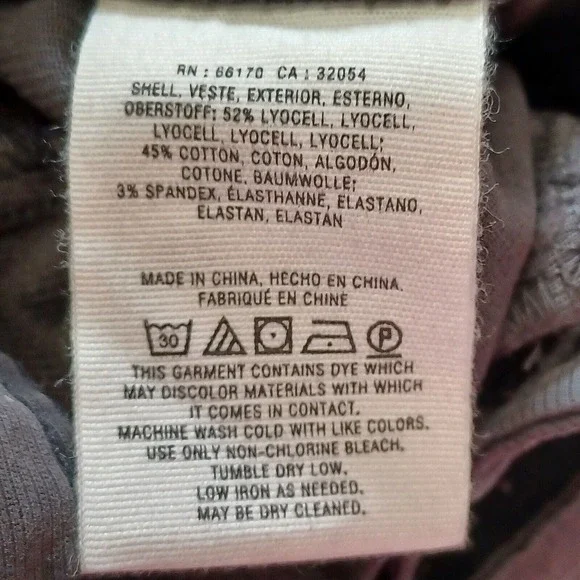 RN : 66170 CA : 32054
SHELL, VESTE, EXTERIOR, ESTERNO,
OBERSTOFF: 52% LYOCELL, LYOCELL,
LYOCELL, LYOCELL, LYOCELL;
45% COTTON, COTON, ALGODÓN,
COTONE, BAUMWOLLE;
3% SPANDEX, ÉLASTHANNE, ELASTANO,
ELASTAN, ELASTAN
MADE IN CHINA, HECHO EN CHINA,
FABRIQUÉ EN CHINE
30 P
THIS GARMENT CONTAINS DYE WHICH
MAY DISCOLOR MATERIALS WITH WHICH
IT COMES IN CONTACT.
MACHINE WASH COLD WITH LIKE COLORS.
USE ONLY NON-CHLORINE BLEACH.
TUMBLE DRY LOW.
LOW IRON AS NEEDED.
MAY BE DRY CLEANED.